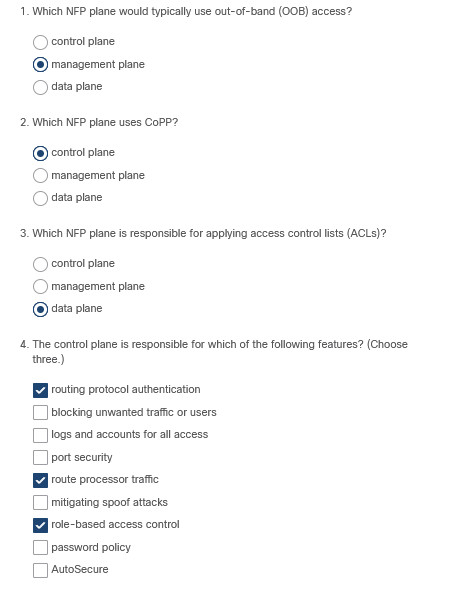 1. Which NFP plane would typically use out-of-band (OOB) access?
control plane
management plane
data plane
2. Which NFP plane uses CoPP?
control plane
management plane
data plane
3. Which NFP plane is responsible for applying access control lists (ACLs)?
control plane
management plane
data plane
4. The control plane is responsible for which of the following features? (Choose
three.)
routing protocol authentication
blocking unwanted traffic or users
logs and accounts for all access
port security
route processor traffic
mitigating spoof attacks
role-based access control
password policy
AutoSecure